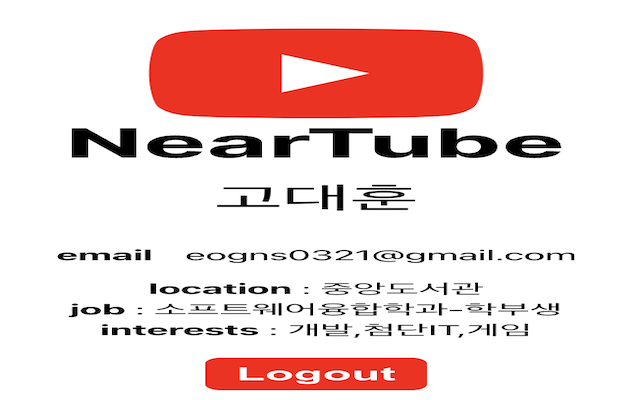 NearTube
고대훈
email eogns0321@gmail.com
location : 중앙도서관
job : 소프트웨어융합학과-학부생
interests : 개발,첨단IT,게임
Logout